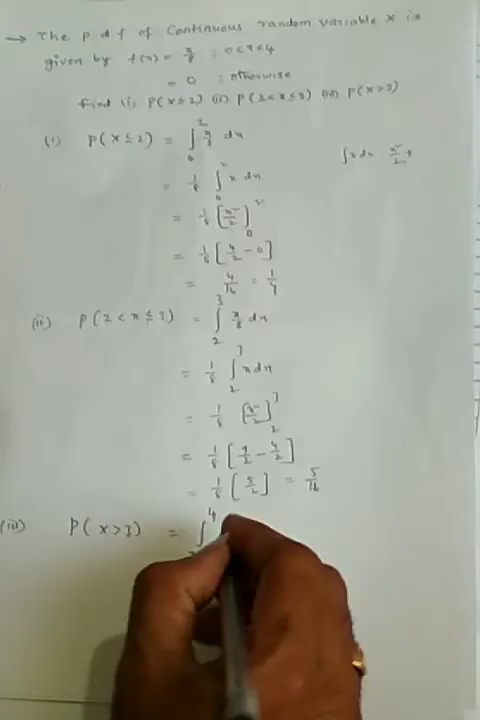 → The p.d.f of Continuous random variable x is
given by f(x) = x/8 ; 0<x<4
= 0 ; otherwise
Find (i) P(x≤2) (ii) P(2<x≤3) (iii) P(x>3)
(i) P(x≤2) = ∫₀² x/8 dx
∫x dx = x²/2 +
= 1/8 ∫₀² x dx
= 1/8 [x²/2]₀²
= 1/8 [4/2 - 0]
= 4/16 = 1/4
(ii) P(2<x≤3) = ∫₂³ x/8 dx
= 1/8 ∫₂³ x dx
= 1/8 [x²/2]₂³
= 1/8 [9/2 - 4/2]
= 1/8 [5/2] = 5/16
(iii) P(x>3) = ∫ 4